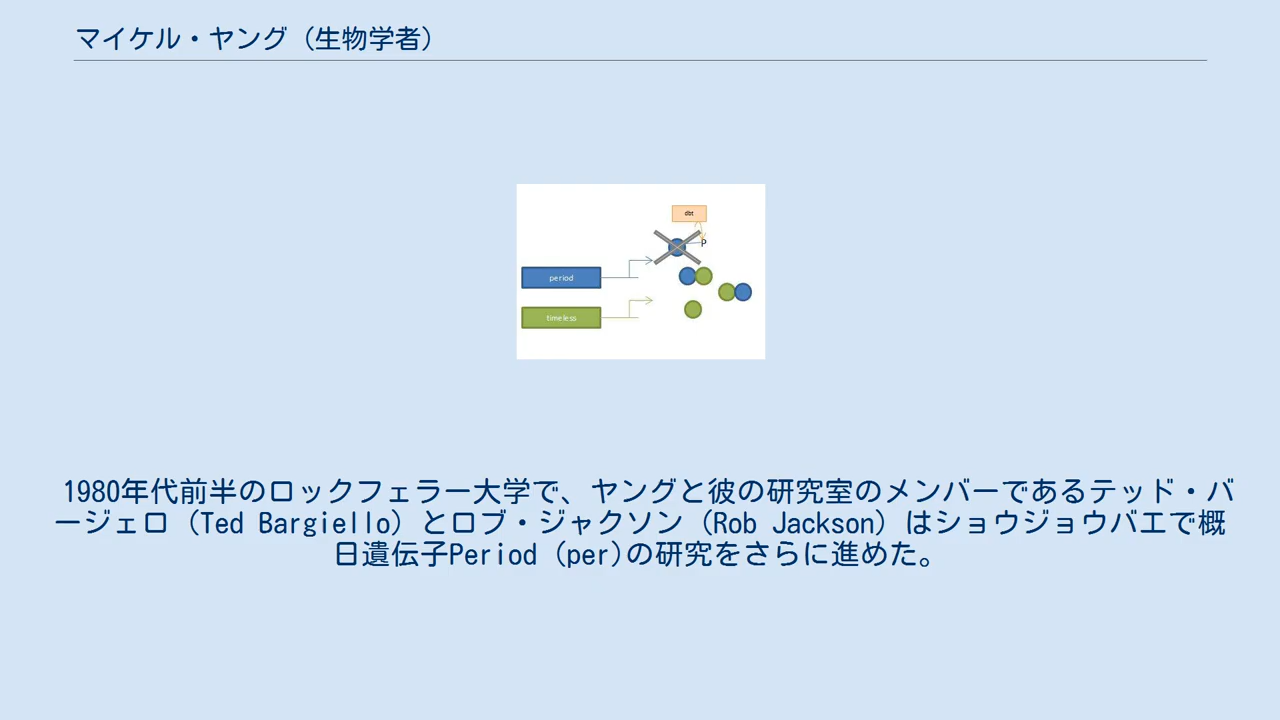 マイケル・ヤング（生物学者）
dbt
P
period
timeless
1980年代前半のロックフェラー大学で、ヤングと彼の研究室のメンバーであるテッド・バ
ージェロ（Ted Bargiello）とロブ・ジャクソン（Rob Jackson）はショウジョウバエで概
日遺伝子Period (per)の研究をさらに進めた。